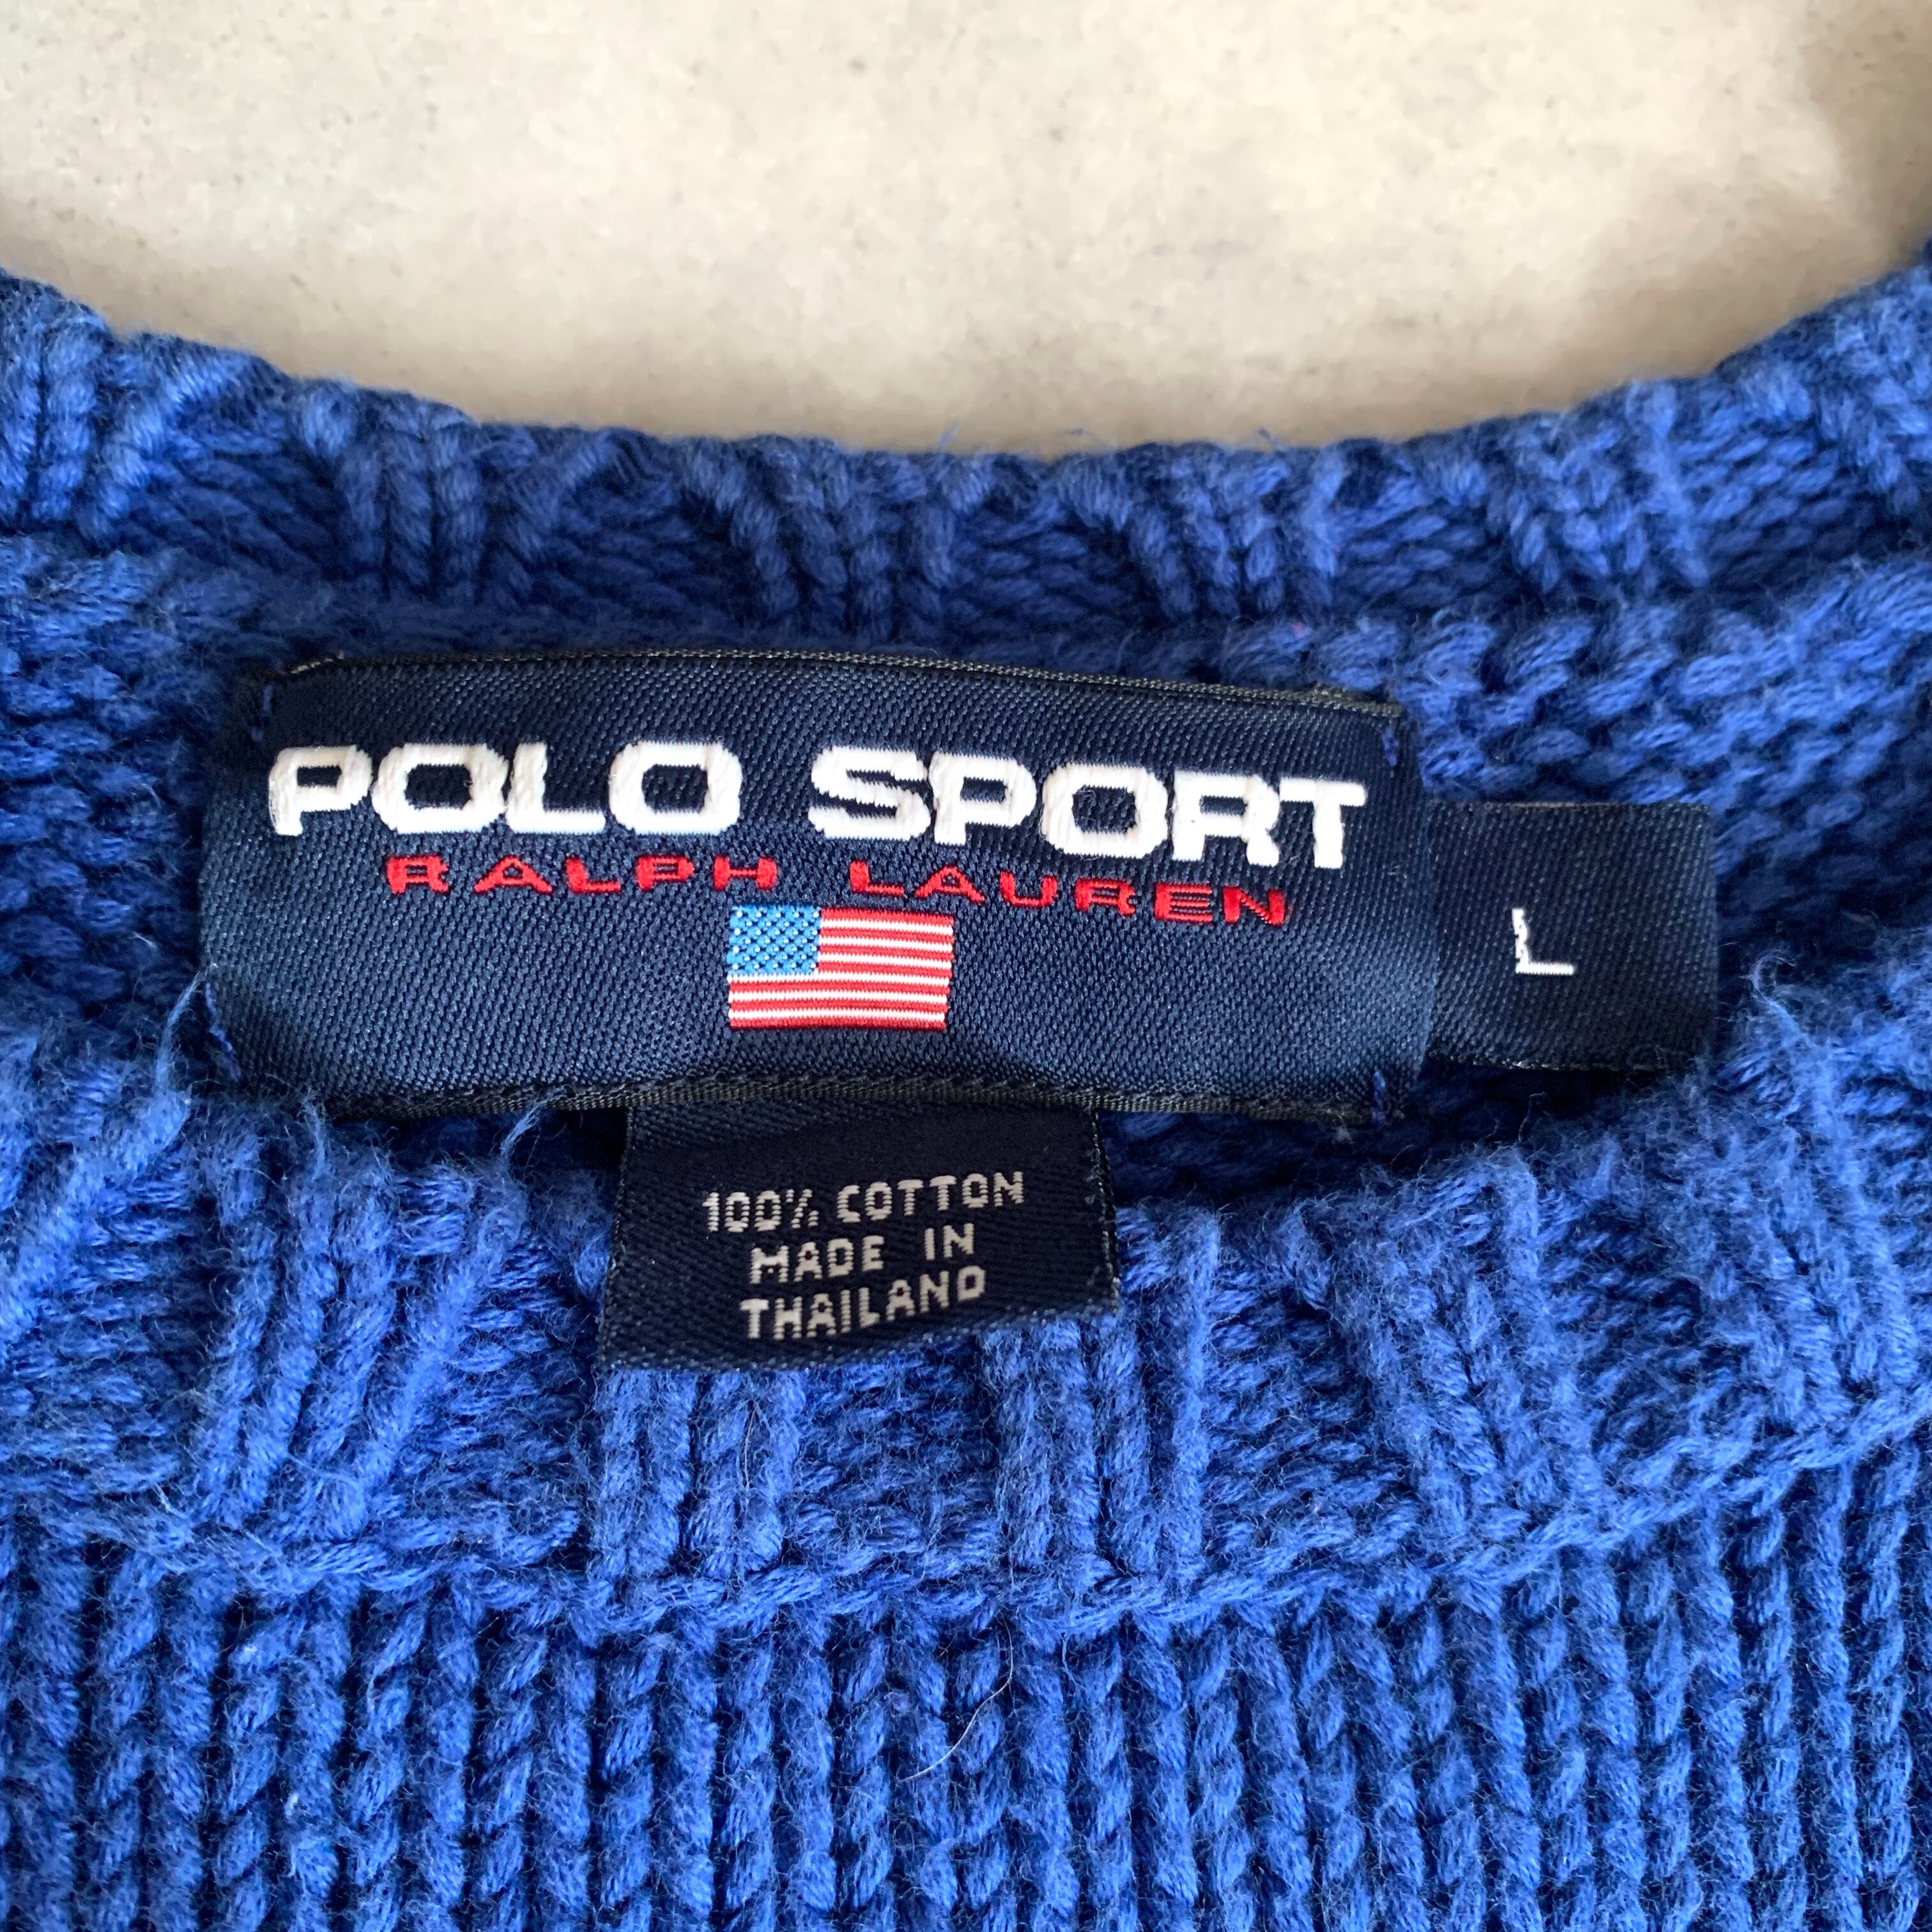 POLO SPORT
RALPH LAUREN
L
100% COTTON
MADE IN
THAILAND